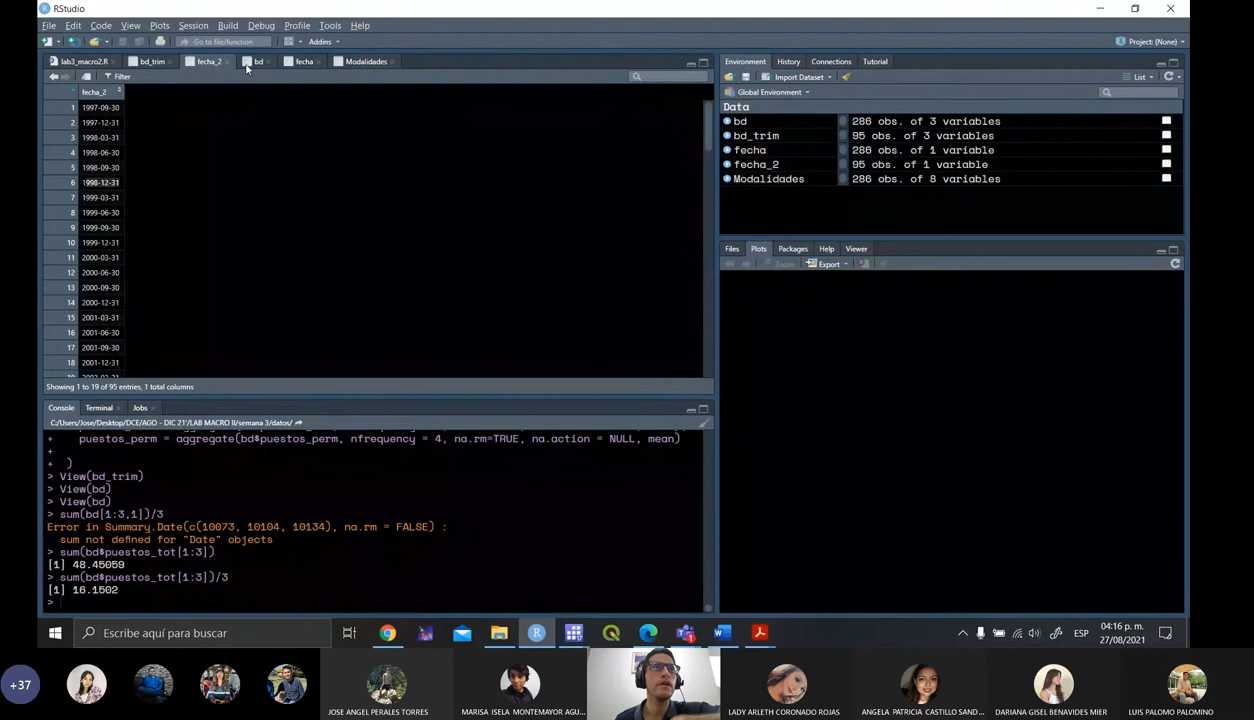 RStudio
File Edit Code View Plots Session Build Debug Profile Tools Help
Go to file/function Addins Project: (None)
lab3_macro2.R bd_trim fecha_2 bd fecha Modalidades
Filter
fecha_2
1 1997-09-30
2 1997-12-31
3 1998-03-31
4 1998-06-30
5 1998-09-30
6 1998-12-31
7 1999-03-31
8 1999-06-30
9 1999-09-30
10 1999-12-31
11 2000-03-31
12 2000-06-30
13 2000-09-30
14 2000-12-31
15 2001-03-31
16 2001-06-30
17 2001-09-30
18 2001-12-31
Showing 1 to 19 of 95 entries, 1 total columns
Console Terminal Jobs
C:/Users/Jose/Desktop/DCE/AGO - DIC 21'/LAB MACRO II/semana 3/datos/
+ puestos_perm = aggregate(bd$puestos_perm, nfrequency = 4, na.rm=TRUE, na.action = NULL, mean)
+
+ )
> View(bd_trim)
> View(bd)
> View(bd)
> sum(bd[1:3,1])/3
Error in Summary.Date(c(10073, 10104, 10134), na.rm = FALSE) :
sum not defined for "Date" objects
> sum(bd$puestos_tot[1:3])
[1] 48.45059
> sum(bd$puestos_tot[1:3])/3
[1] 16.1502
>
Environment History Connections Tutorial
Import Dataset List
Global Environment
Data
bd 286 obs. of 3 variables
bd_trim 95 obs. of 3 variables
fecha 286 obs. of 1 variable
fecha_2 95 obs. of 1 variable
Modalidades 286 obs. of 8 variables
Files Plots Packages Help Viewer
Zoom Export
Escribe aquí para buscar
ESP
04:16 p. m.
27/08/2021
+37
JOSE ANGEL PERALES TORRES
MARISA ISELA MONTEMAYOR AGU...
LADY ARLETH CORONADO ROJAS
ANGELA PATRICIA CASTILLO SAND...
DARIANA GISEL BENAVIDES MIER
LUIS PALOMO PALOMINO